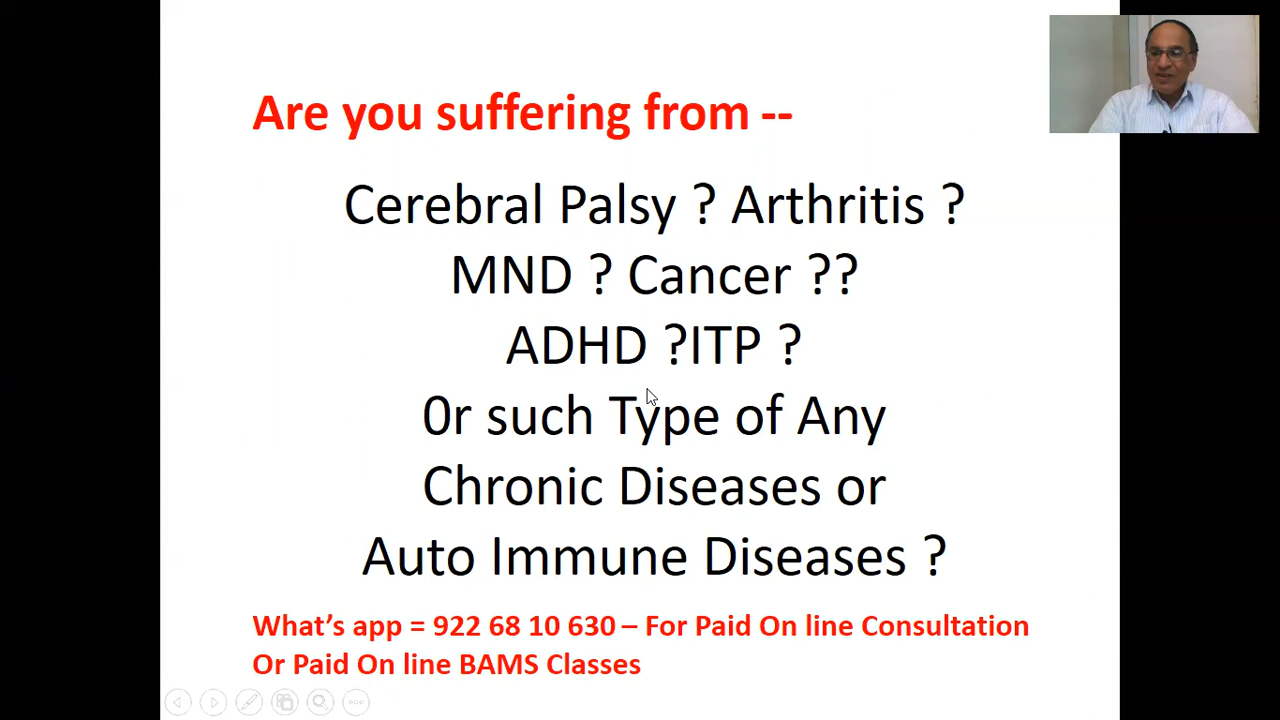 Are you suffering from --
Cerebral Palsy ? Arthritis ?
MND ? Cancer ??
ADHD ?ITP ?
0r such Type of Any
Chronic Diseases or
Auto Immune Diseases ?
What’s app = 922 68 10 630 – For Paid On line Consultation
Or Paid On line BAMS Classes